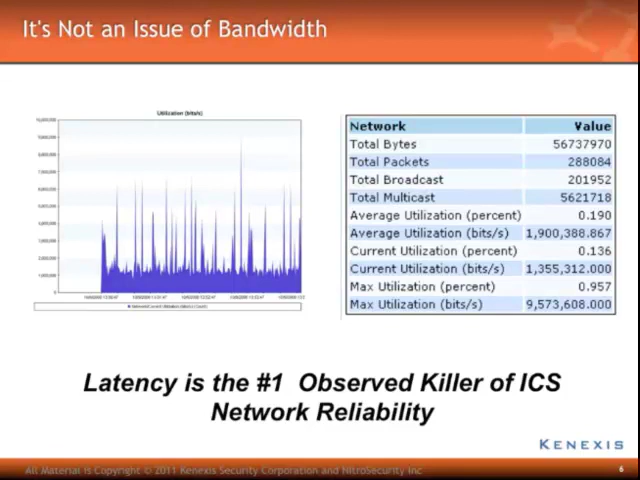 It's Not an Issue of Bandwidth
Utilization (bits/s)
Network Value
Total Bytes 56737970
Total Packets 288084
Total Broadcast 201952
Total Multicast 5621718
Average Utilization (percent) 0.190
Average Utilization (bits/s) 1,900,388.867
Current Utilization (percent) 0.136
Current Utilization (bits/s) 1,355,312.000
Max Utilization (percent) 0.957
Max Utilization (bits/s) 9,573,608.000
Latency is the #1 Observed Killer of ICS
Network Reliability
KENEXIS
All Material is Copyright © 2011 Kenexis Security Corporation and NitroSecurity Inc
6